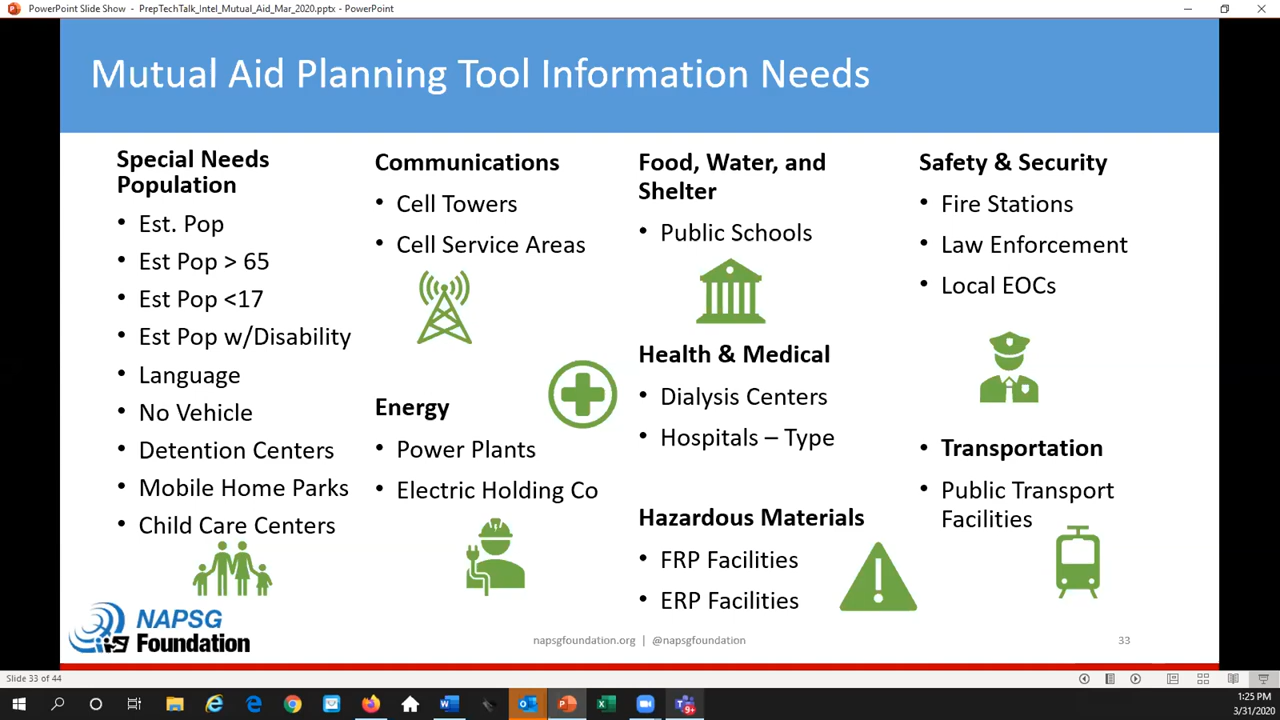 PowerPoint Slide Show - PrepTechTalk_Intel_Mutual_Aid_Mar_2020.pptx - PowerPoint
Mutual Aid Planning Tool Information Needs
Special Needs
Population
• Est. Pop
• Est Pop > 65
• Est Pop <17
• Est Pop w/Disability
• Language
• No Vehicle
• Detention Centers
• Mobile Home Parks
• Child Care Centers
Communications
• Cell Towers
• Cell Service Areas
Energy
• Power Plants
• Electric Holding Co
Food, Water, and
Shelter
• Public Schools
Health & Medical
• Dialysis Centers
• Hospitals – Type
Hazardous Materials
• FRP Facilities
• ERP Facilities
Safety & Security
• Fire Stations
• Law Enforcement
• Local EOCs
• Transportation
• Public Transport
Facilities
NAPSG
Foundation
napsgfoundation.org | @napsgfoundation
33
Slide 33 of 44
9+
1:25 PM
3/31/2020